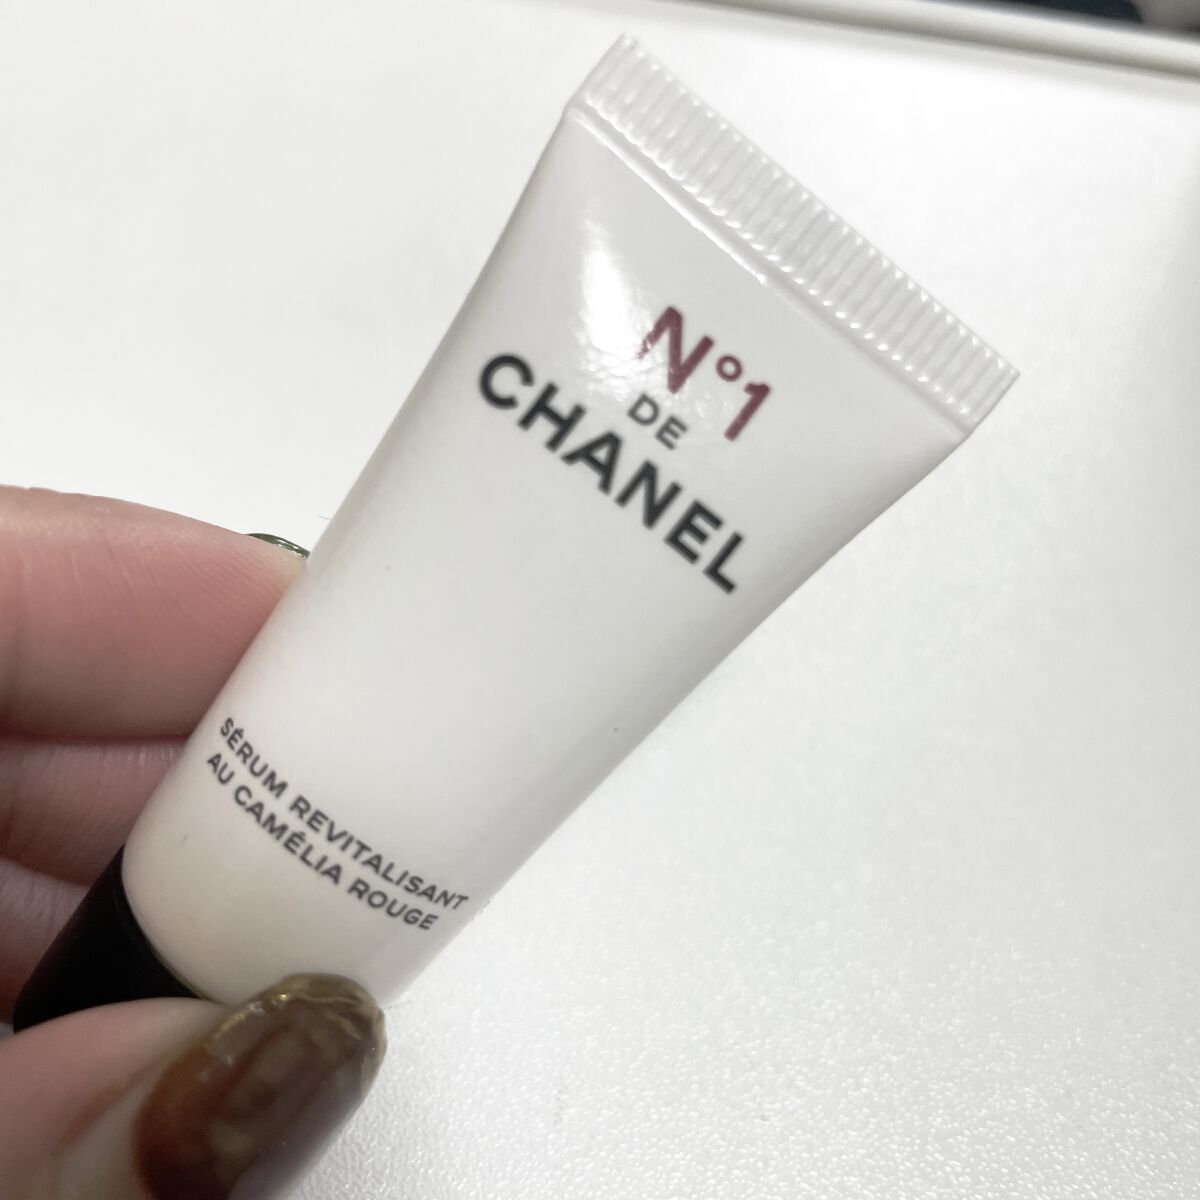 N°1
DE
CHANEL
SÉRUM REVITALISANT
AU CAMÉLIA ROUGE